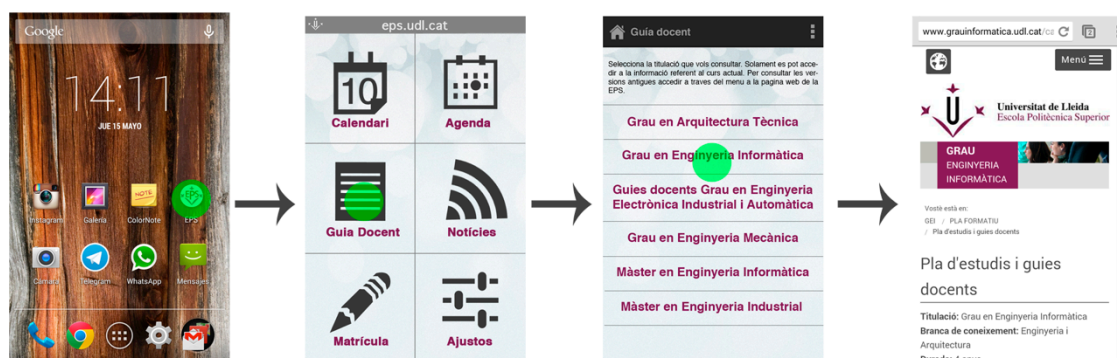 Google
14:11
JUE 15 MAYO
NOTE
EPS
Instagram
Galería
ColorNote
EPS
Cámara
Telegram
WhatsApp
Mensajes
eps.udl.cat
10
Calendari
Agenda
Guia Docent
Notícies
Matrícula
Ajustos
Guia docent
Selecciona la titulació que vols consultar. Solament es pot acce-
dir a la informació referent al curs actual. Per consultar les ver-
sions antigues accedir a traves del menu a la pagina web de la
EPS.
Grau en Arquitectura Tècnica
Grau en Enginyeria Informàtica
Guies docents Grau en Enginyeria
Electrònica Industrial i Automàtica
Grau en Enginyeria Mecànica
Màster en Enginyeria Informàtica
Màster en Enginyeria Industrial
www.grauinformatica.udl.cat/ca
2
Menú
Universitat de Lleida
Escola Politècnica Superior
GRAU
ENGINYERIA
INFORMÀTICA
Vostè està en:
GEI / PLA FORMATIU
/ Pla d'estudis i guies docents
Pla d'estudis i guies
docents
Titulació: Grau en Enginyeria Informàtica
Branca de coneixement: Enginyeria i
Arquitectura